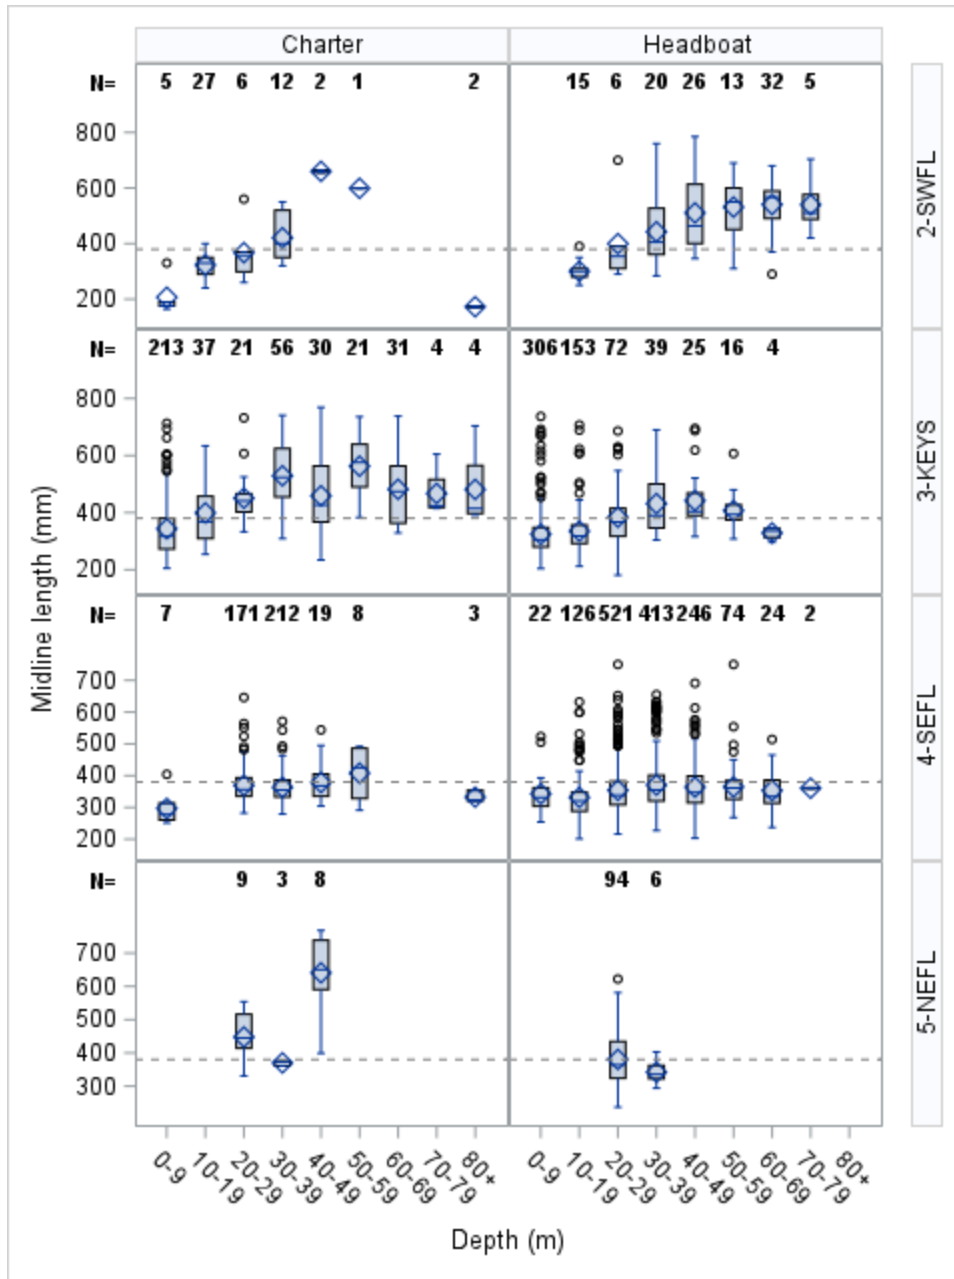 Charter Headboat
N= 5 27 6 12 2 1 2 15 6 20 26 13 32 5
800
600
400
200
2-SWFL
N= 213 37 21 56 30 21 31 4 4 306 153 72 39 25 16 4
800
600
400
200
3-KEYS
Midline length (mm)
N= 7 171 212 19 8 3 22 126 521 413 246 74 24 2
700
600
500
400
300
200
4-SEFL
N= 9 3 8 94 6
700
600
500
400
300
5-NEFL
0-9 10-19 20-29 30-39 40-49 50-59 60-69 70-79 80+ 0-9 10-19 20-29 30-39 40-49 50-59 60-69 70-79 80+
Depth (m)